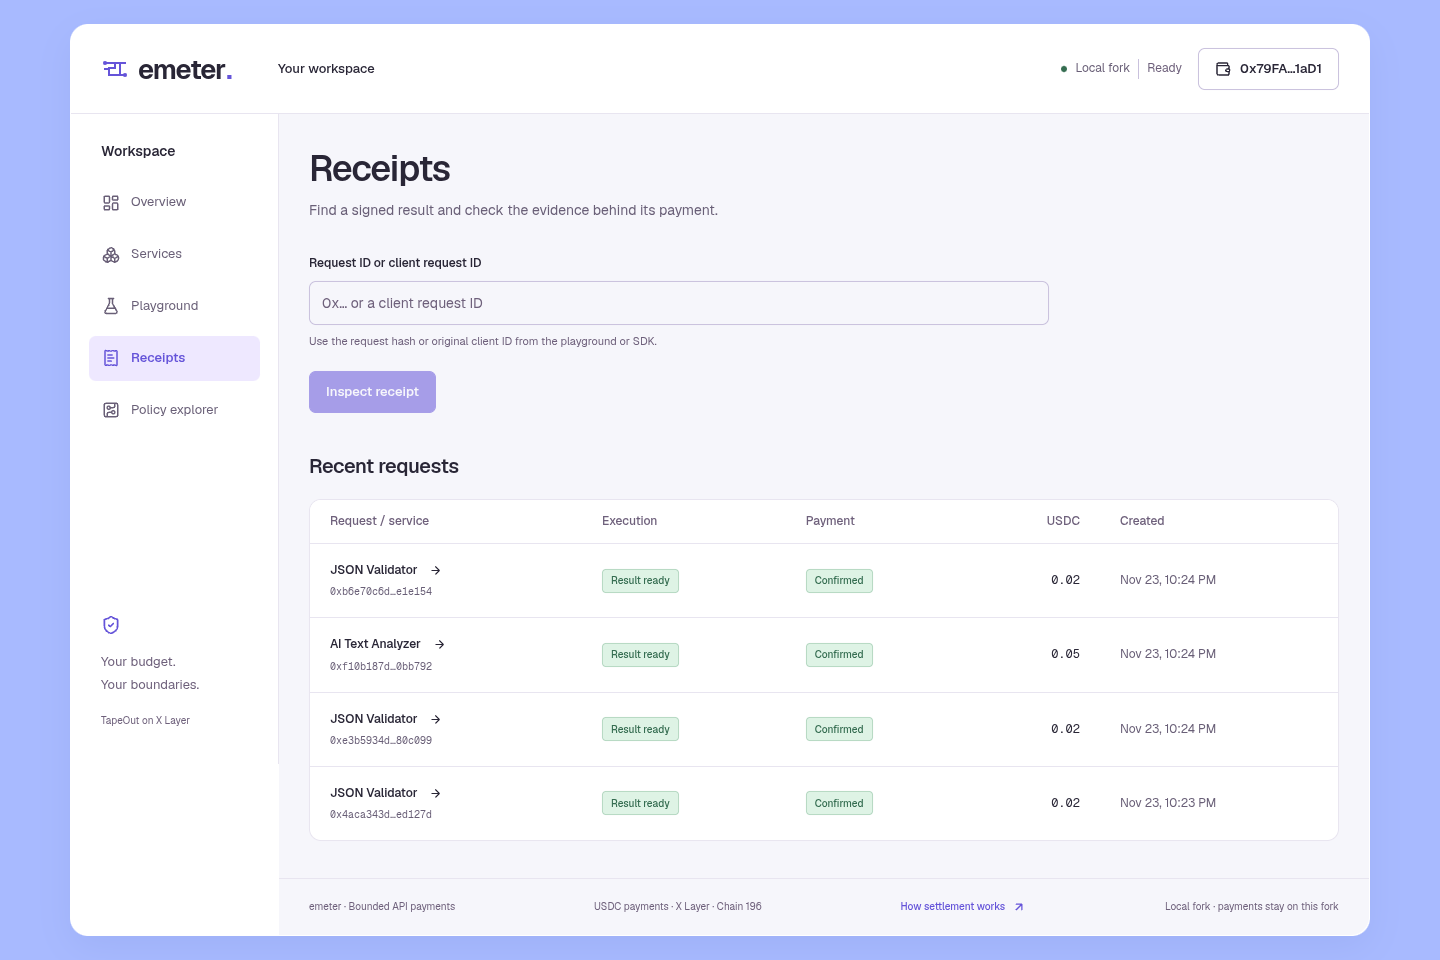 emeter.
Your workspace
Local fork
Ready
0x79FA...1aD1
Workspace
Overview
Services
Playground
Receipts
Policy explorer
Your budget.
Your boundaries.
TapeOut on X Layer
Receipts
Find a signed result and check the evidence behind its payment.
Request ID or client request ID
0x... or a client request ID
Use the request hash or original client ID from the playground or SDK.
Inspect receipt
Recent requests
Request / service Execution Payment USDC Created
JSON Validator →
0xb6e70c6d…e1e154
Result ready Confirmed 0.02 Nov 23, 10:24 PM
AI Text Analyzer →
0xf10b187d…0bb792
Result ready Confirmed 0.05 Nov 23, 10:24 PM
JSON Validator →
0xe3b5934d…80c099
Result ready Confirmed 0.02 Nov 23, 10:24 PM
JSON Validator →
0x4aca343d…ed127d
Result ready Confirmed 0.02 Nov 23, 10:23 PM
emeter · Bounded API payments
USDC payments · X Layer · Chain 196
How settlement works ↗
Local fork · payments stay on this fork